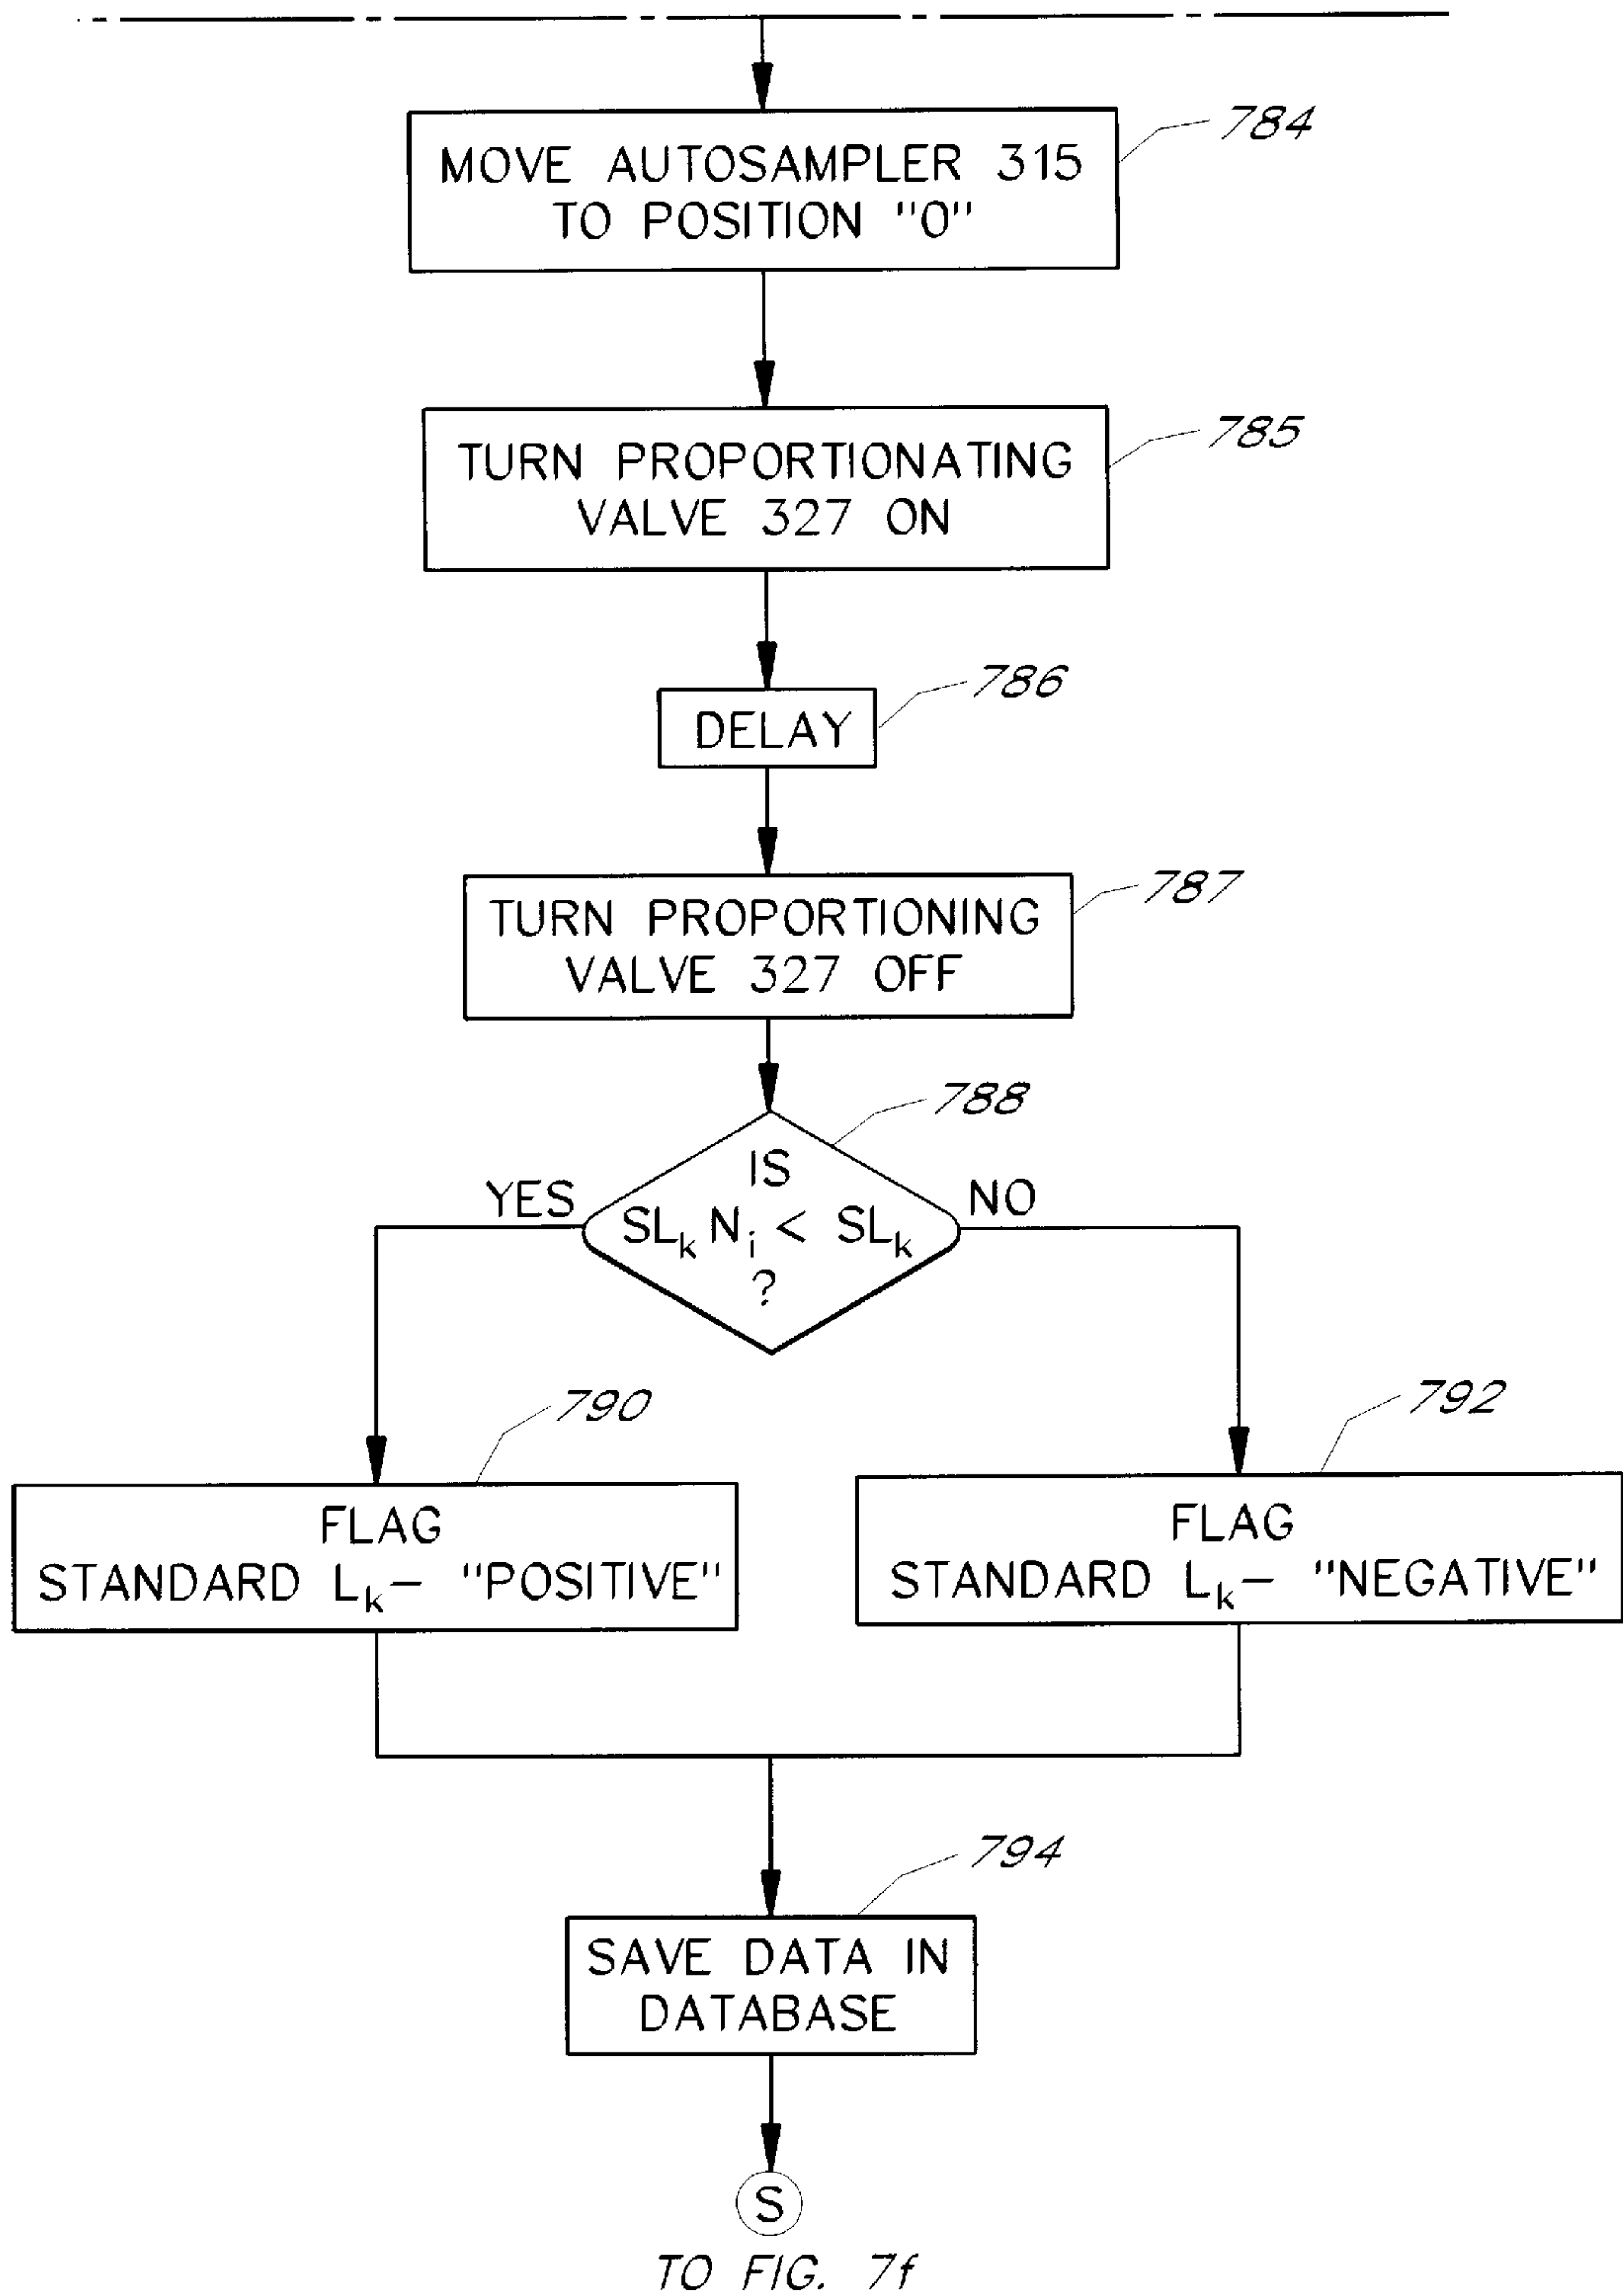 784
MOVE AUTOSAMPLER 315
TO POSITION "0"
785
TURN PROPORTIONATING
VALVE 327 ON
786
DELAY
787
TURN PROPORTIONING
VALVE 327 OFF
788
YES
IS
SLₖ Nᵢ < SLₖ
?
NO
790
FLAG
STANDARD Lₖ– "POSITIVE"
792
FLAG
STANDARD Lₖ– "NEGATIVE"
794
SAVE DATA IN
DATABASE
S
TO FIG. 7f